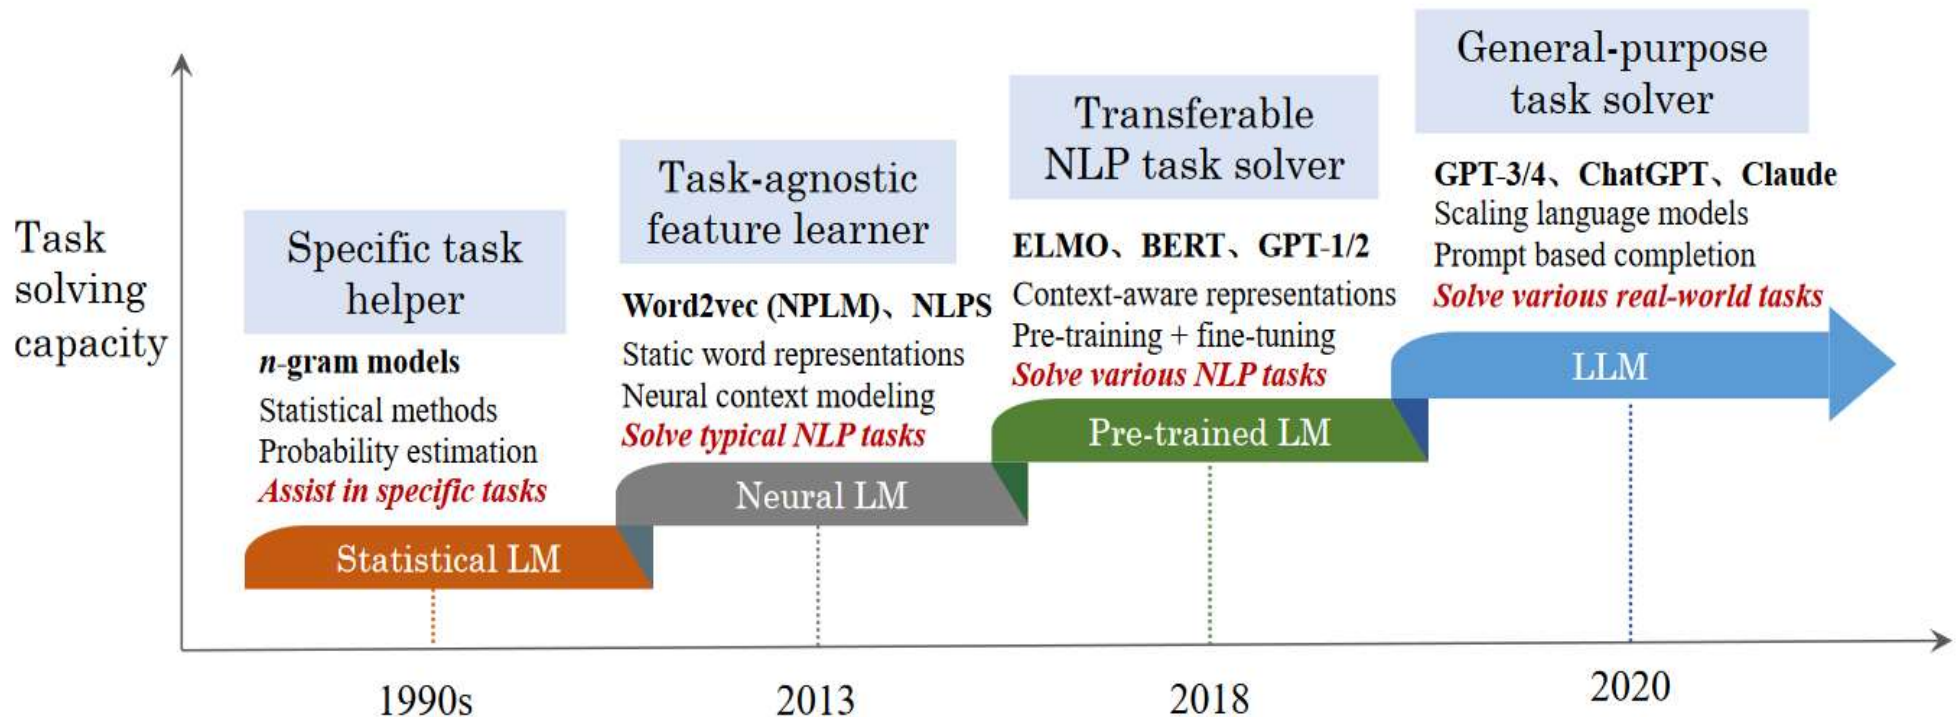 Task
solving
capacity
Specific task
helper
n-gram models
Statistical methods
Probability estimation
Assist in specific tasks
Statistical LM
1990s
Task-agnostic
feature learner
Word2vec (NPLM)、NLPS
Static word representations
Neural context modeling
Solve typical NLP tasks
Neural LM
2013
Transferable
NLP task solver
ELMO、BERT、GPT-1/2
Context-aware representations
Pre-training + fine-tuning
Solve various NLP tasks
Pre-trained LM
2018
General-purpose
task solver
GPT-3/4、ChatGPT、Claude
Scaling language models
Prompt based completion
Solve various real-world tasks
LLM
2020